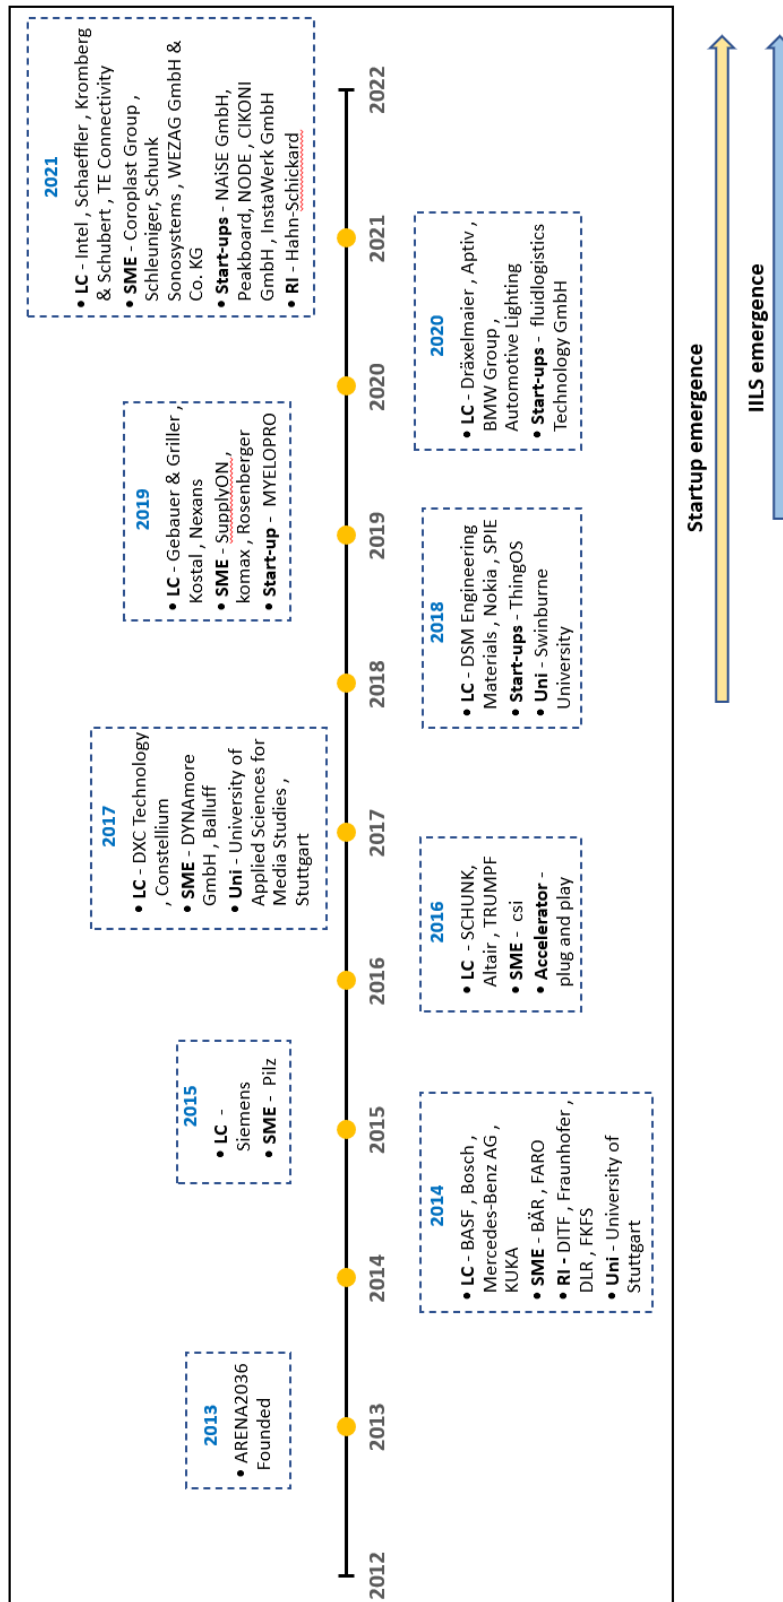 2013
• ARENA2036
Founded
2015
• LC -
Siemens
• SME - Pilz
2017
• LC - DXC Technology
, Constellium
• SME - DYNAmore
GmbH , Balluff
• Uni - University of
Applied Sciences for
Media Studies ,
Stuttgart
2019
• LC - Gebauer & Griller ,
Kostal , Nexans
• SME - SupplyON ,
komax , Rosenberger
• Start-up - MYELOPRO
2021
• LC - Intel , Schaeffler , Kromberg
& Schubert , TE Connectivity
• SME - Coroplast Group ,
Schleuniger, Schunk
Sonosystems , WEZAG GmbH &
Co. KG
• Start-ups - NAiSE GmbH,
Peakboard, NODE , CIKONI
GmbH , InstaWerk GmbH
• RI - Hahn-Schickard
2012 2013 2014 2015 2016 2017 2018 2019 2020 2021 2022
2014
• LC - BASF , Bosch ,
Mercedes-Benz AG ,
KUKA
• SME - BÄR , FARO
• RI - DITF , Fraunhofer ,
DLR , FKFS
• Uni - University of
Stuttgart
2016
• LC - SCHUNK,
Altair , TRUMPF
• SME - csi
• Accelerator -
plug and play
2018
• LC - DSM Engineering
Materials , Nokia , SPIE
• Start-ups - ThingOS
• Uni - Swinburne
University
2020
• LC - Dräxelmaier , Aptiv ,
BMW Group ,
Automotive Lighting
• Start-ups - fluidlogistics
Technology GmbH
Startup emergence
IILS emergence